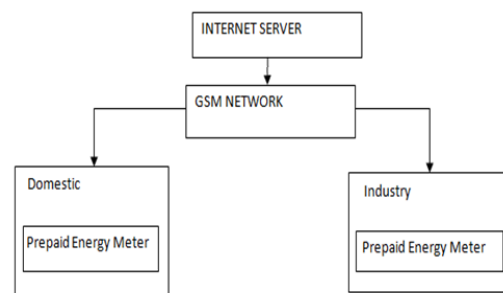 INTERNET SERVER
GSM NETWORK
Domestic
Prepaid Energy Meter
Industry
Prepaid Energy Meter